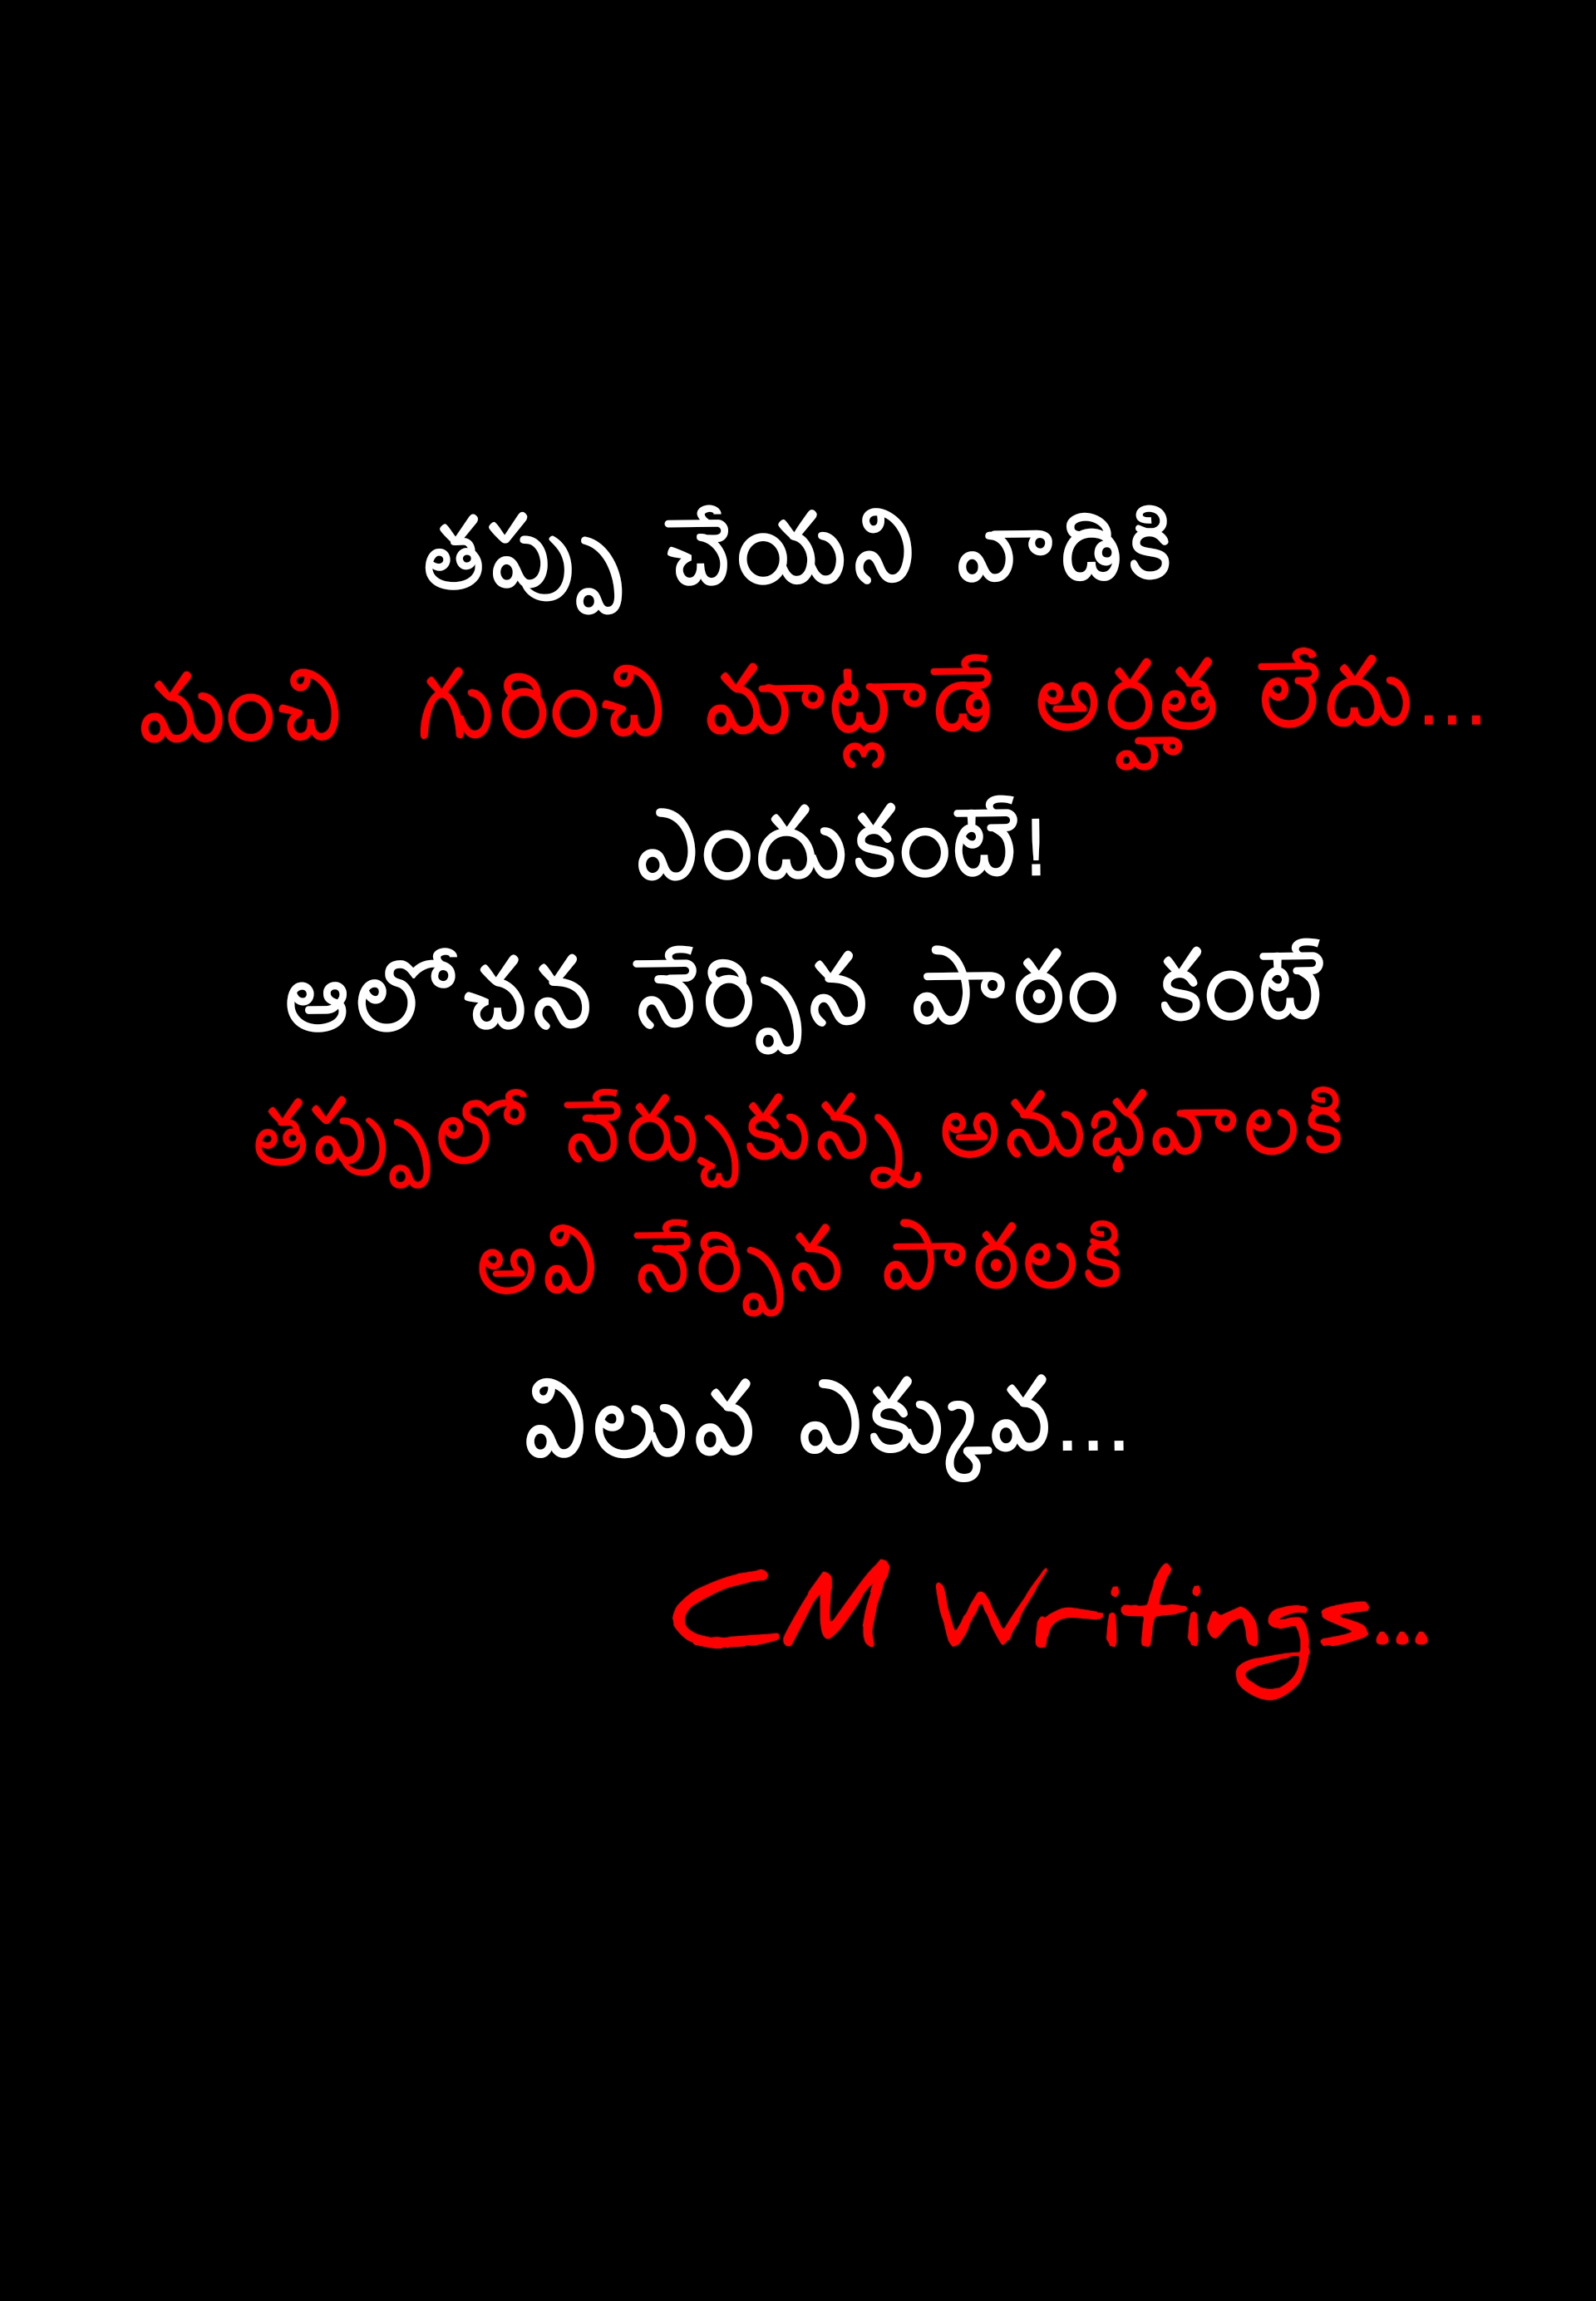 తప్పు చేయని వాడికి
మంచి గురించి మాట్లాడే అర్హత లేదు...
ఎందుకంటే!
ఆలోచన నేర్పిన పాఠం కంటే
తప్పులో నేర్చుకున్న అనుభవాలకి
అవి నేర్పిన పాఠలకి
విలువ ఎక్కువ...
CM Writings...